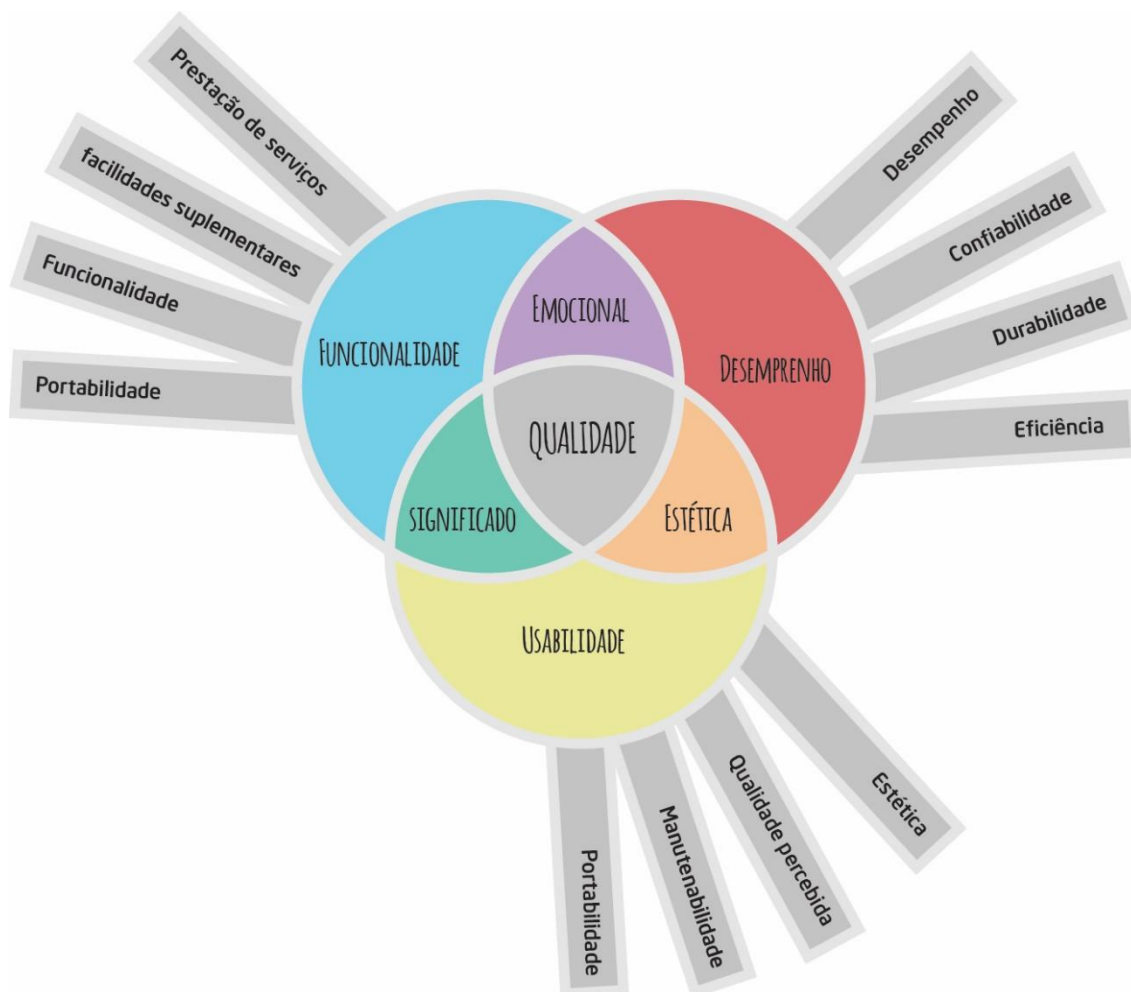 Prestação de serviços
facilidades suplementares
Funcionalidade
Portabilidade
Desempenho
Confiabilidade
Durabilidade
Eficiência
FUNCIONALIDADE
EMOCIONAL
DESEMPRENHO
QUALIDADE
SIGNIFICADO
ESTÉTICA
USABILIDADE
Portabilidade
Manutenabilidade
Qualidade percebida
Estética